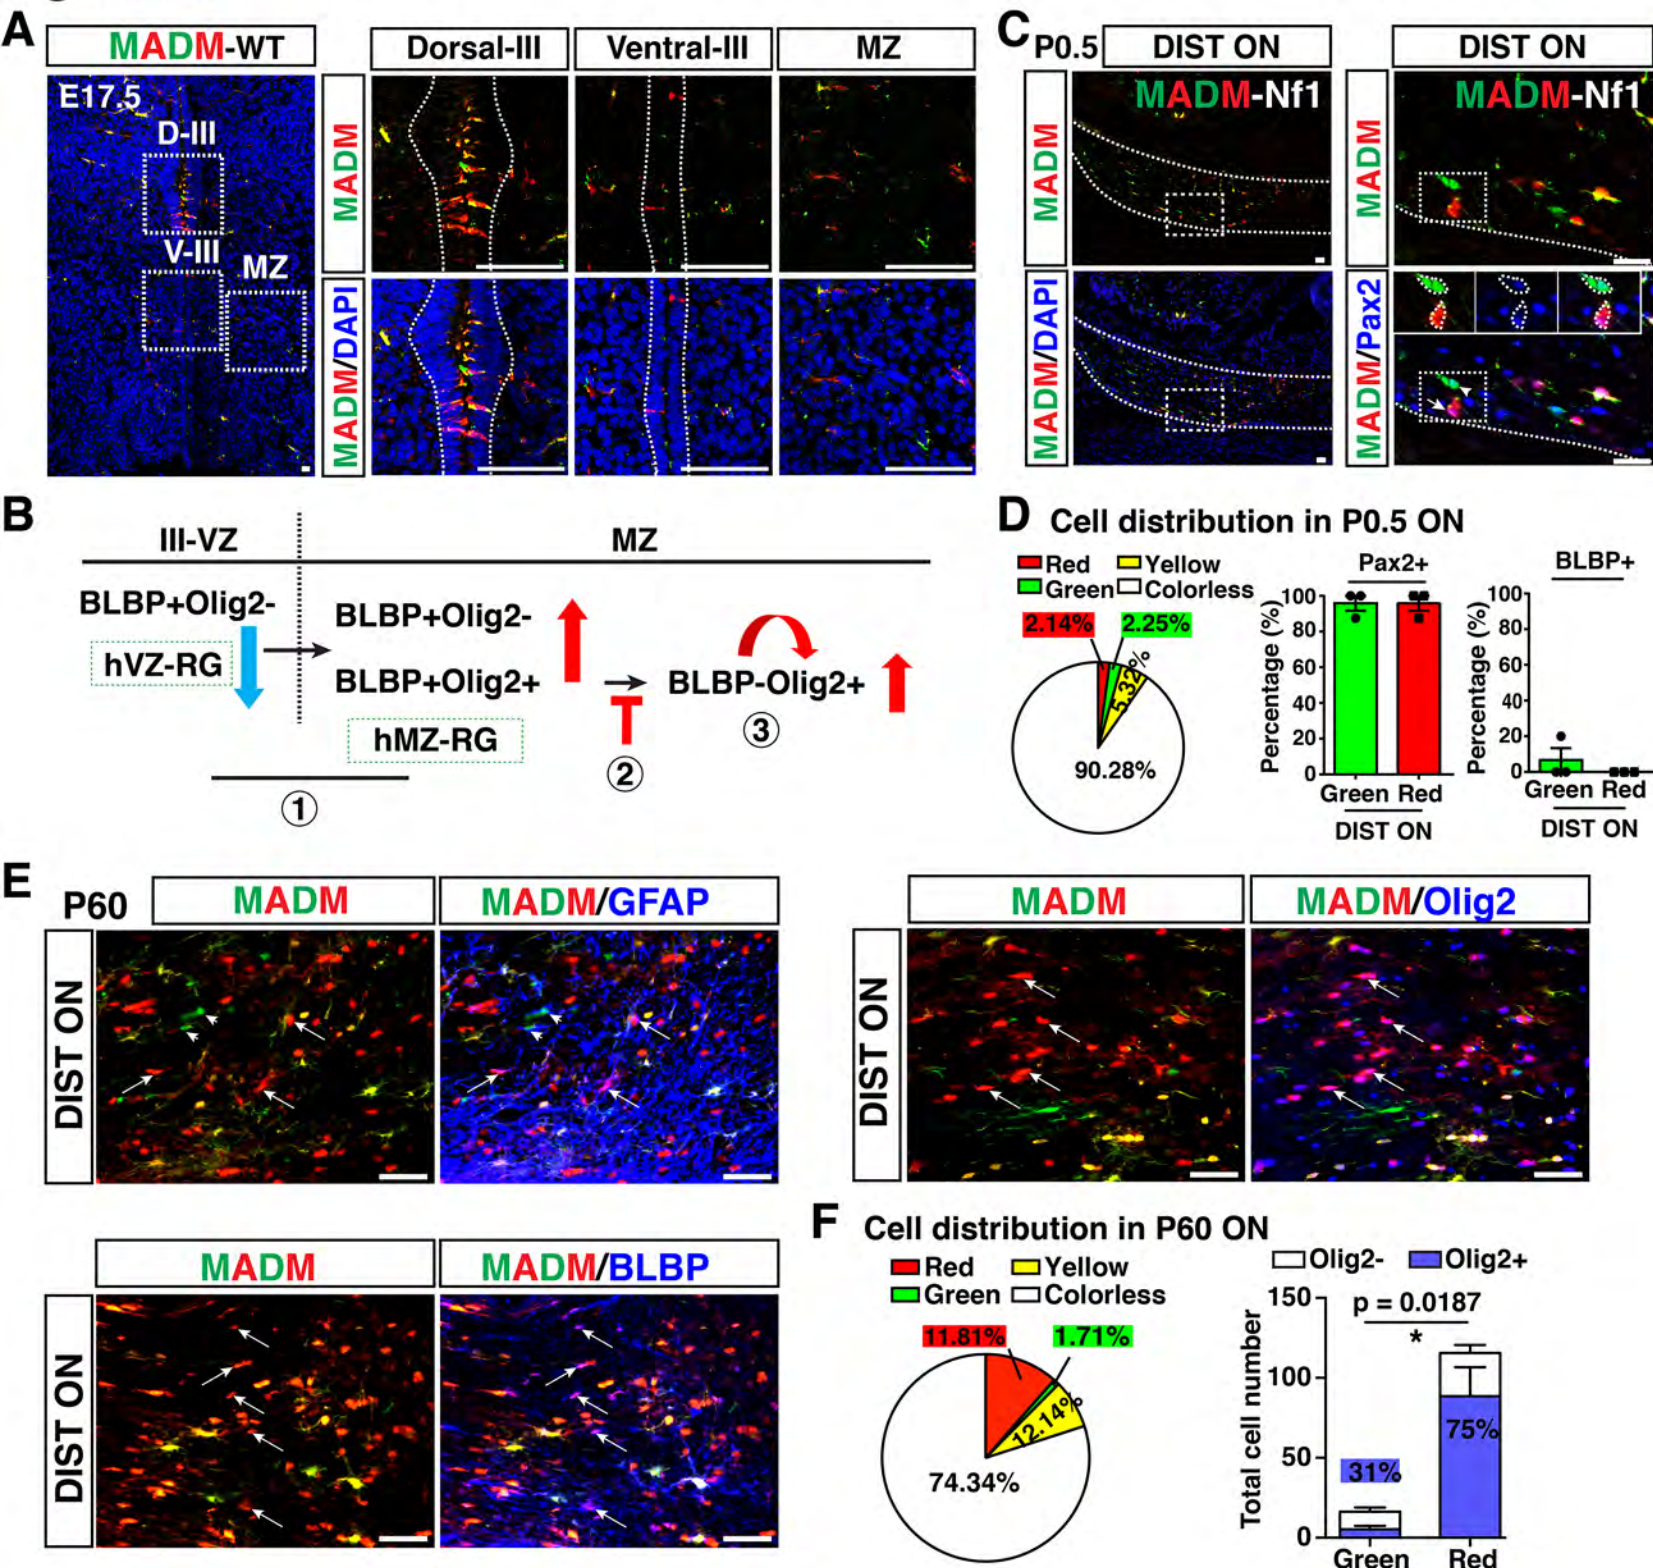 A
MADM-WT
Dorsal-III
Ventral-III
MZ
E17.5
D-III
V-III
MZ
MADM
MADM/DAPI
C
P0.5
DIST ON
DIST ON
MADM
MADM-Nf1
MADM
MADM-Nf1
MADM/DAPI
MADM/Pax2
B
III-VZ
MZ
BLBP+Olig2-
hVZ-RG
BLBP+Olig2-
BLBP+Olig2+
hMZ-RG
BLBP-Olig2+
①
②
③
D
Cell distribution in P0.5 ON
Red
Yellow
Green
Colorless
2.14%
2.25%
5.32%
90.28%
Pax2+
Percentage (%)
100
80
60
40
20
0
Green Red
DIST ON
BLBP+
Percentage (%)
100
80
60
40
20
0
Green Red
DIST ON
E
P60
MADM
MADM/GFAP
DIST ON
MADM
MADM/Olig2
DIST ON
MADM
MADM/BLBP
DIST ON
F
Cell distribution in P60 ON
Red
Yellow
Green
Colorless
11.81%
1.71%
12.14%
74.34%
Olig2-
Olig2+
p = 0.0187
*
Total cell number
150
100
50
0
31%
75%
Green
Red